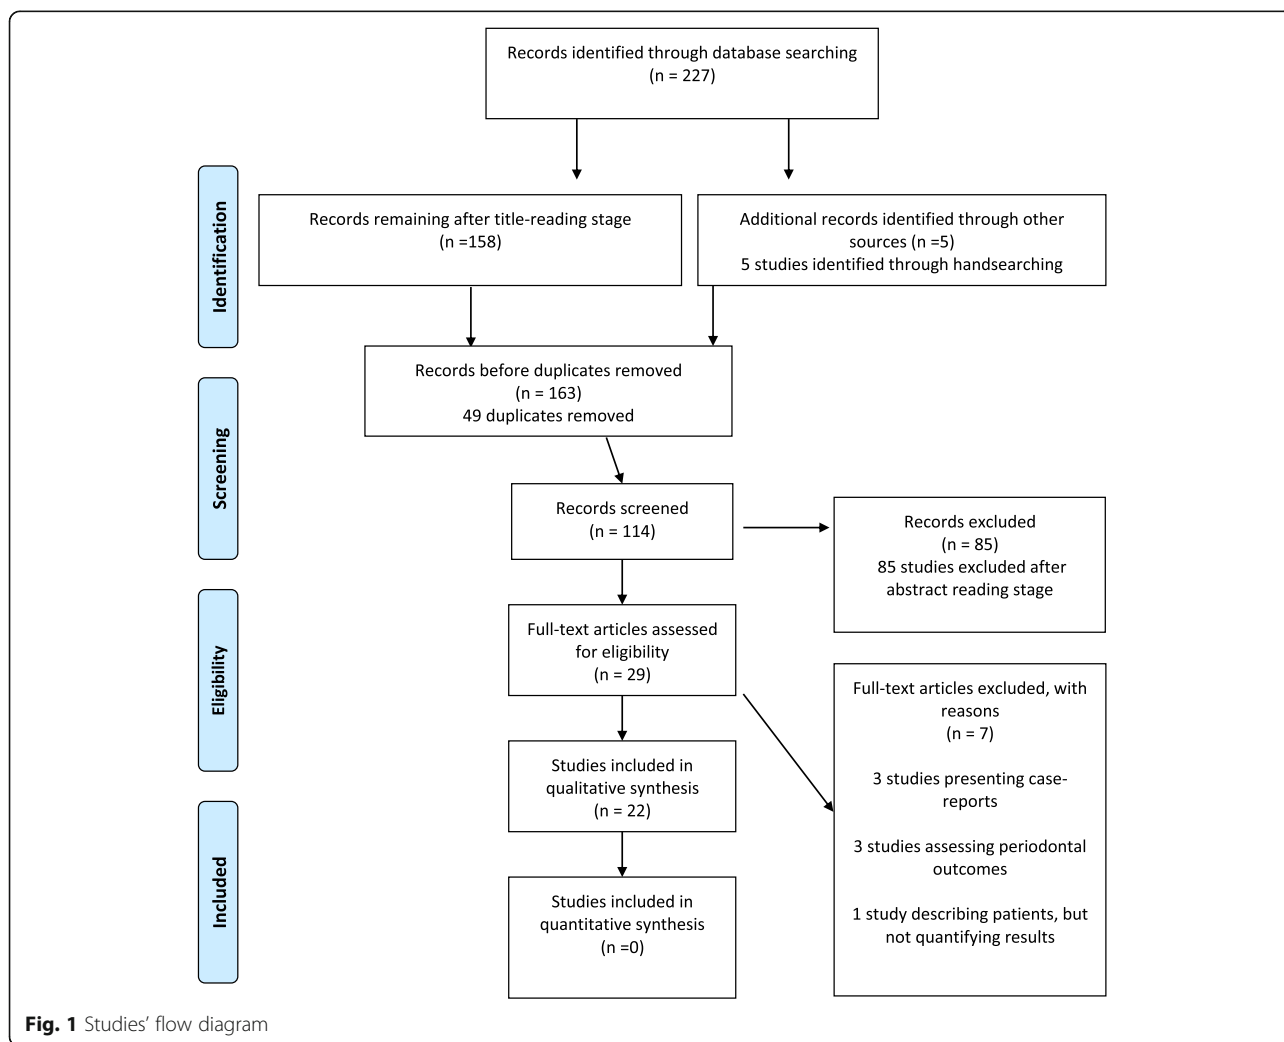 Records identified through database searching
(n = 227)
Identification
Records remaining after title-reading stage
(n =158)
Additional records identified through other
sources (n =5)
5 studies identified through handsearching
Records before duplicates removed
(n = 163)
49 duplicates removed
Screening
Records screened
(n = 114)
Records excluded
(n = 85)
85 studies excluded after
abstract reading stage
Eligibility
Full-text articles assessed
for eligibility
(n = 29)
Full-text articles excluded, with
reasons
(n = 7)
3 studies presenting case-
reports
3 studies assessing periodontal
outcomes
1 study describing patients, but
not quantifying results
Studies included in
qualitative synthesis
(n = 22)
Included
Studies included in
quantitative synthesis
(n =0)
Fig. 1 Studies’ flow diagram